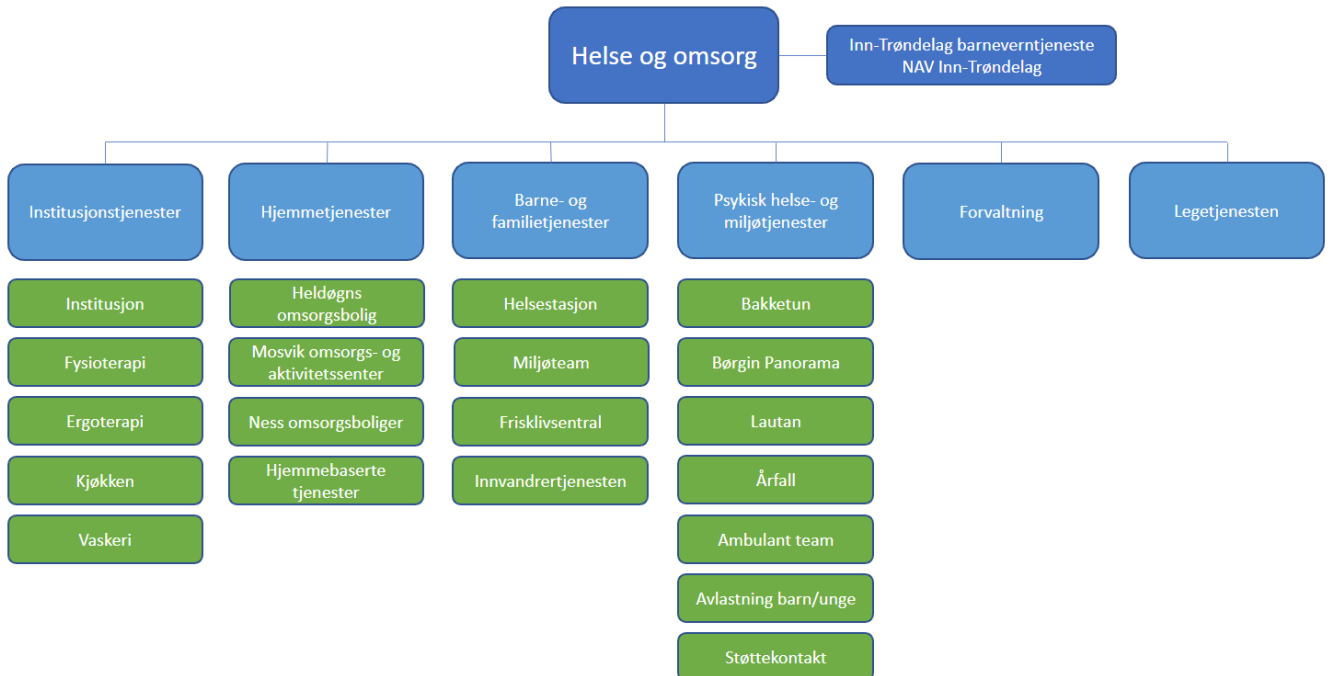 Helse og omsorg
Inn-Trøndelag barneverntjeneste
NAV Inn-Trøndelag
Institusjonstjenester
Hjemmetjenester
Barne- og
familietjenester
Psykisk helse- og
miljøtjenester
Forvaltning
Legetjenesten
Institusjon
Fysioterapi
Ergoterapi
Kjøkken
Vaskeri
Heldøgns
omsorgsbolig
Mosvik omsorgs- og
aktivitetssenter
Ness omsorgsboliger
Hjemmebaserte
tjenester
Helsestasjon
Miljøteam
Frisklivsentral
Innvandrertjenesten
Bakketun
Børgin Panorama
Lautan
Årfall
Ambulant team
Avlastning barn/unge
Støttekontakt